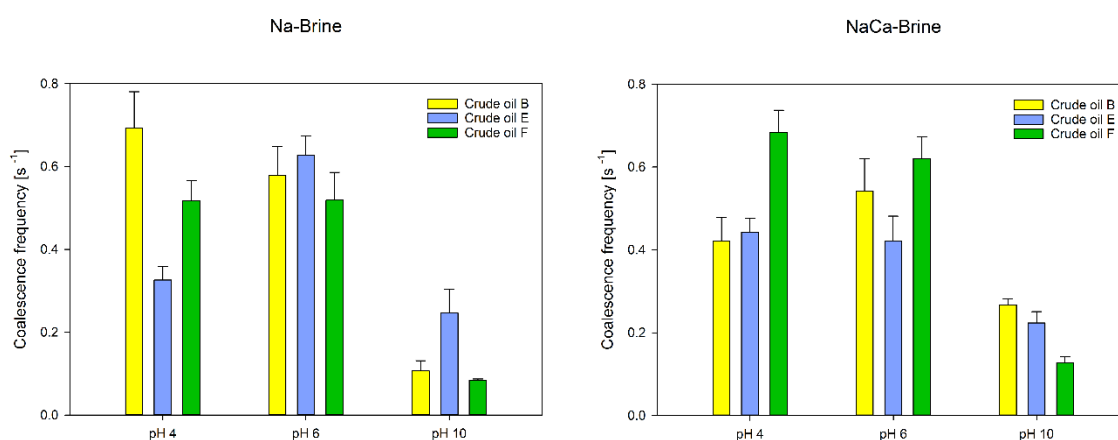 Na-Brine
Coalescence frequency [s⁻¹]
0.8
0.6
0.4
0.2
0.0
Crude oil B
Crude oil E
Crude oil F
pH 4
pH 6
pH 10
NaCa-Brine
Coalescence frequency [s⁻¹]
0.8
0.6
0.4
0.2
0.0
Crude oil B
Crude oil E
Crude oil F
pH 4
pH 6
pH 10